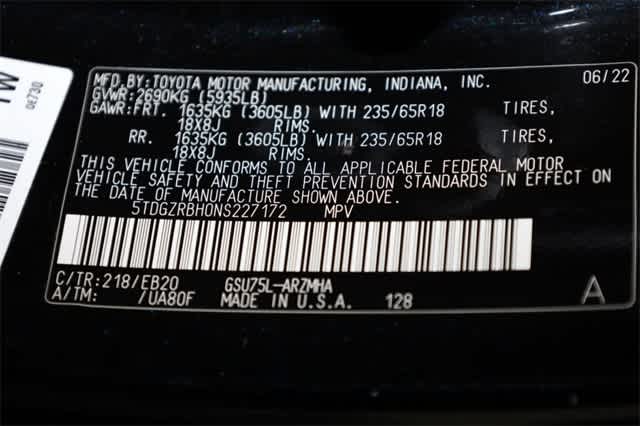 MFD.BY:TOYOTA MOTOR MANUFACTURING, INDIANA, INC. 06/22
GVWR:2690KG (5935LB)
GAWR:FRT. 1635KG (3605LB) WITH 235/65R18 TIRES,
18X8J RIMS.
RR. 1635KG (3605LB) WITH 235/65R18 TIRES,
18X8J RIMS.
THIS VEHICLE CONFORMS TO ALL APPLICABLE FEDERAL MOTOR
VEHICLE SAFETY AND THEFT PREVENTION STANDARDS IN EFFECT ON
THE DATE OF MANUFACTURE SHOWN ABOVE.
5TDGZRBH0NS227172 MPV
C/TR:218/EB20 GSU75L-ARZMHA
A/TM: /UA80F MADE IN U.S.A. 128 A
0E730